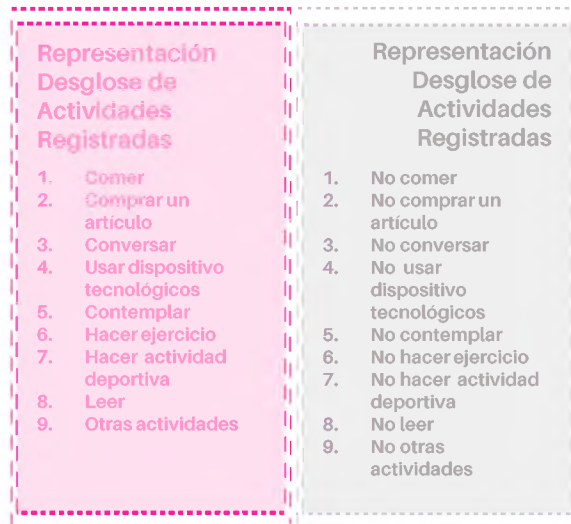 Representación
Desglose de
Actividades
Registradas
1. Comer
2. Comprar un
artículo
3. Conversar
4. Usar dispositivo
tecnológicos
5. Contemplar
6. Hacer ejercicio
7. Hacer actividad
deportiva
8. Leer
9. Otras actividades
Representación
Desglose de
Actividades
Registradas
1. No comer
2. No comprar un
artículo
3. No conversar
4. No usar
dispositivo
tecnológicos
5. No contemplar
6. No hacer ejercicio
7. No hacer actividad
deportiva
8. No leer
9. No otras
actividades